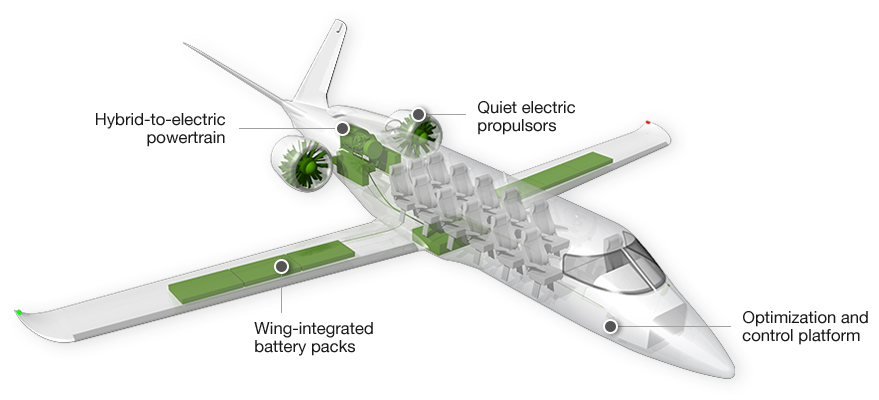 Hybrid-to-electric
powertrain
Quiet electric
propulsors
Wing-integrated
battery packs
Optimization and
control platform